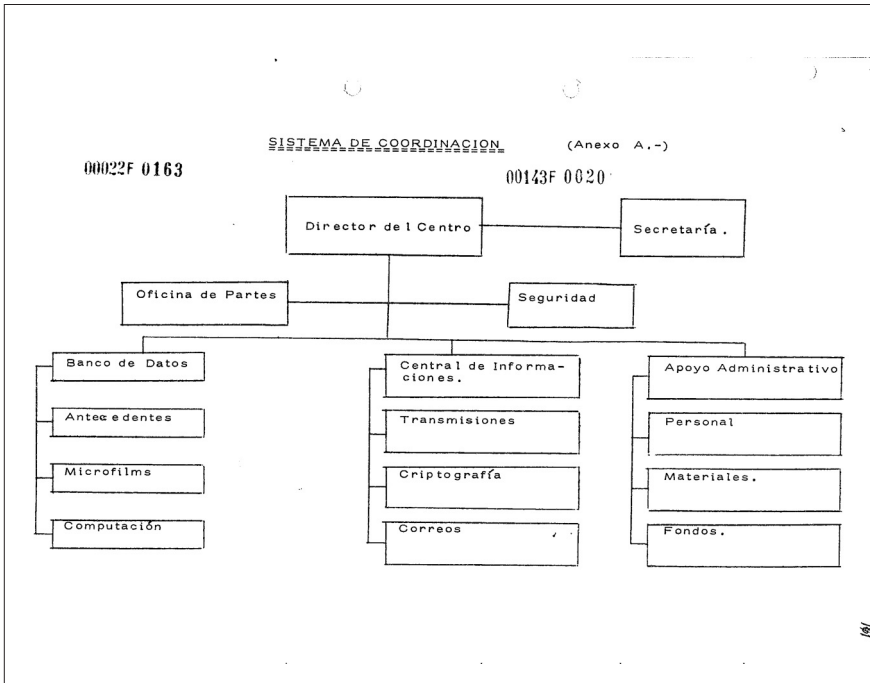 SISTEMA DE COORDINACION (Anexo A.-)
00022F 0163
00143F 0020
Director del Centro
Secretaría.
Oficina de Partes
Seguridad
Banco de Datos
Antecedentes
Microfilms
Computación
Central de Informa-
ciones.
Transmisiones
Criptografía
Correos
Apoyo Administrativo
Personal
Materiales.
Fondos.